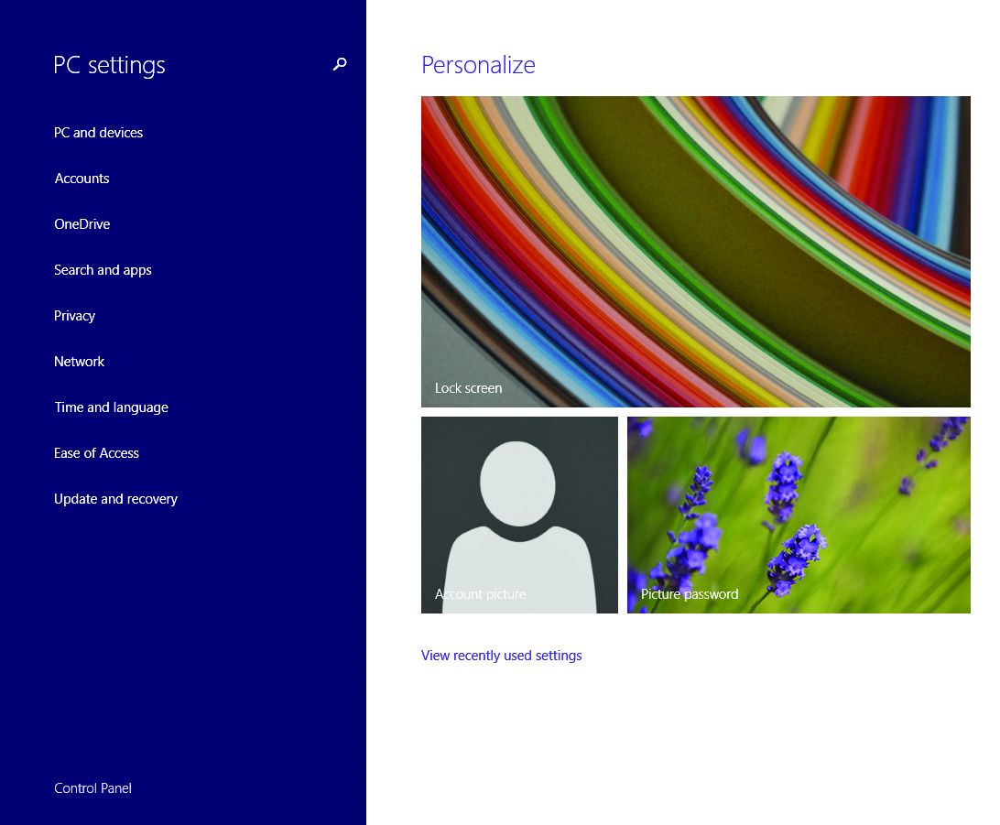 PC settings
PC and devices
Accounts
OneDrive
Search and apps
Privacy
Network
Time and language
Ease of Access
Update and recovery
Control Panel
Personalize
Lock screen
Account picture
Picture password
View recently used settings